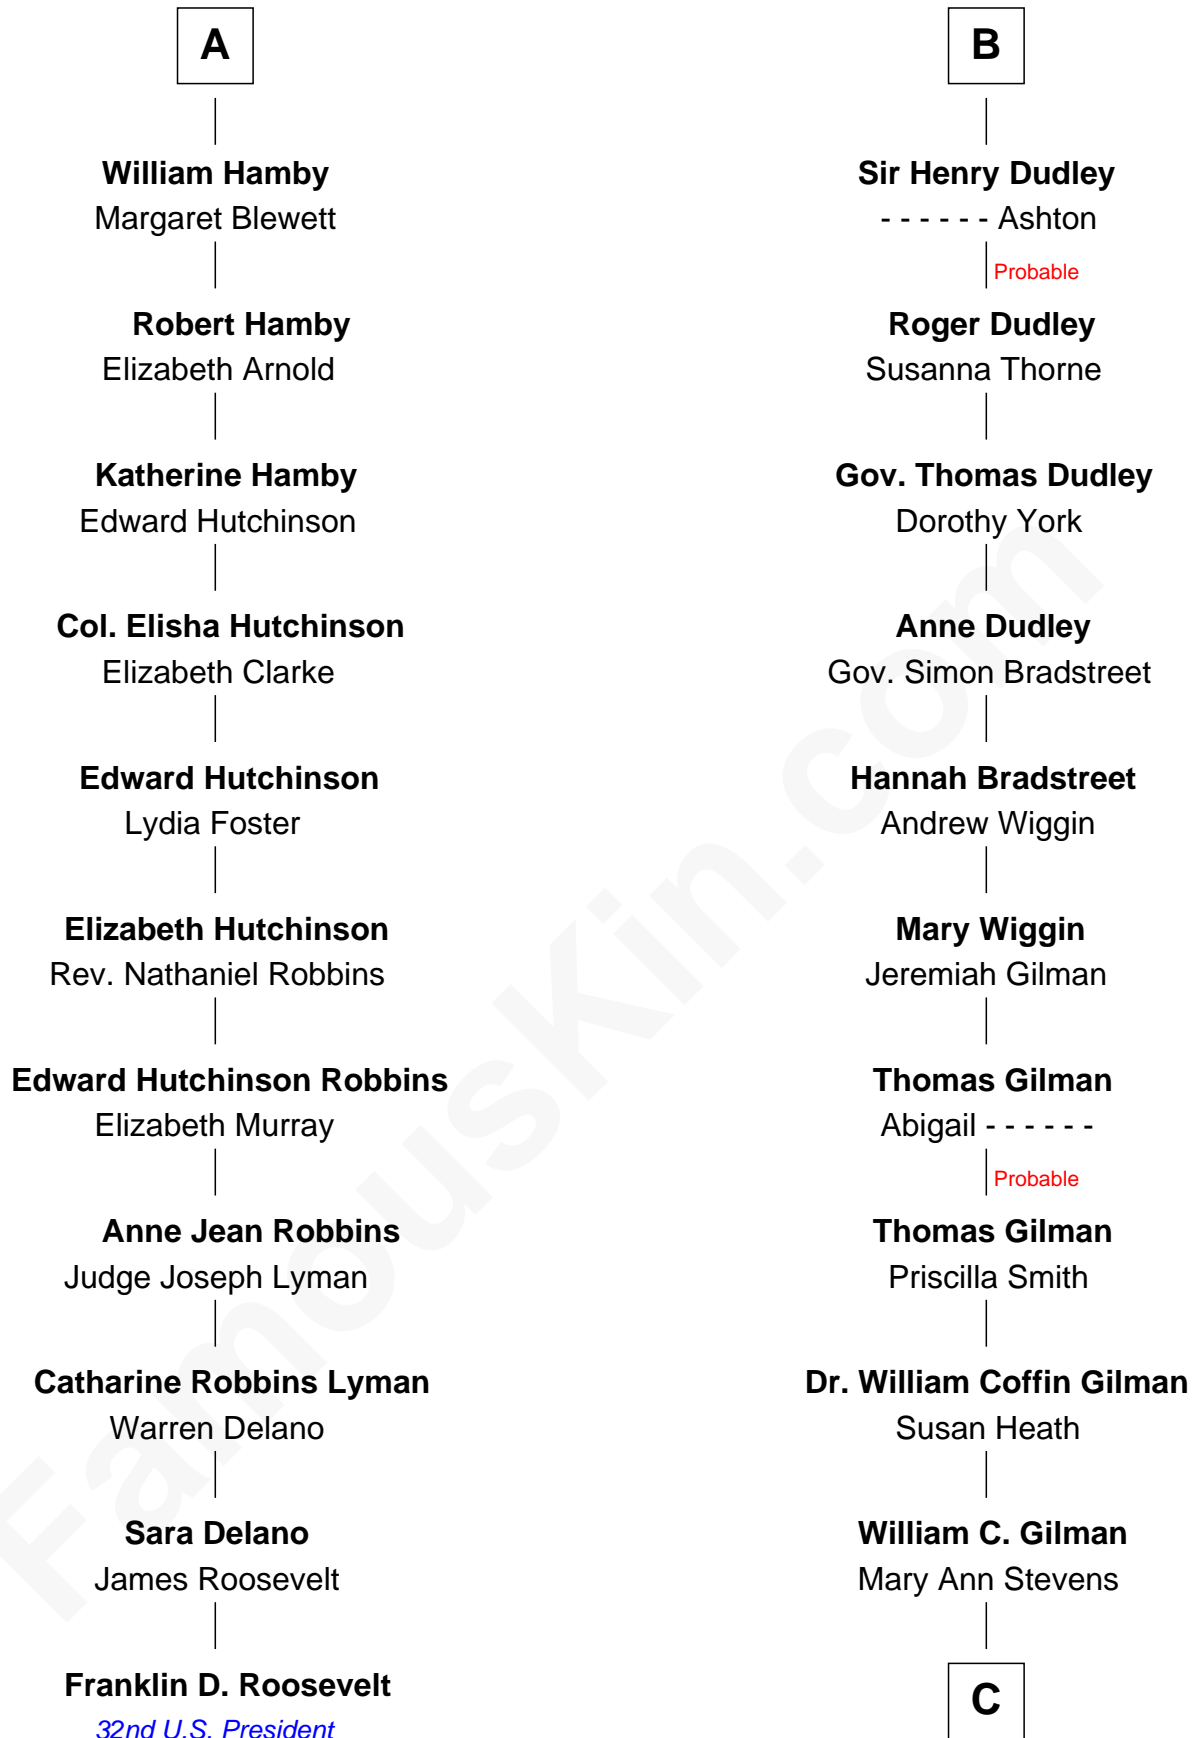 A
William Hamby
Margaret Blewett
Robert Hamby
Elizabeth Arnold
Katherine Hamby
Edward Hutchinson
Col. Elisha Hutchinson
Elizabeth Clarke
Edward Hutchinson
Lydia Foster
Elizabeth Hutchinson
Rev. Nathaniel Robbins
Edward Hutchinson Robbins
Elizabeth Murray
Anne Jean Robbins
Judge Joseph Lyman
Catharine Robbins Lyman
Warren Delano
Sara Delano
James Roosevelt
Franklin D. Roosevelt
32nd U.S. President
B
Sir Henry Dudley
- - - - - - Ashton
Probable
Roger Dudley
Susanna Thorne
Gov. Thomas Dudley
Dorothy York
Anne Dudley
Gov. Simon Bradstreet
Hannah Bradstreet
Andrew Wiggin
Mary Wiggin
Jeremiah Gilman
Thomas Gilman
Abigail - - - - - -
Probable
Thomas Gilman
Priscilla Smith
Dr. William Coffin Gilman
Susan Heath
William C. Gilman
Mary Ann Stevens
C
FamousKin.com